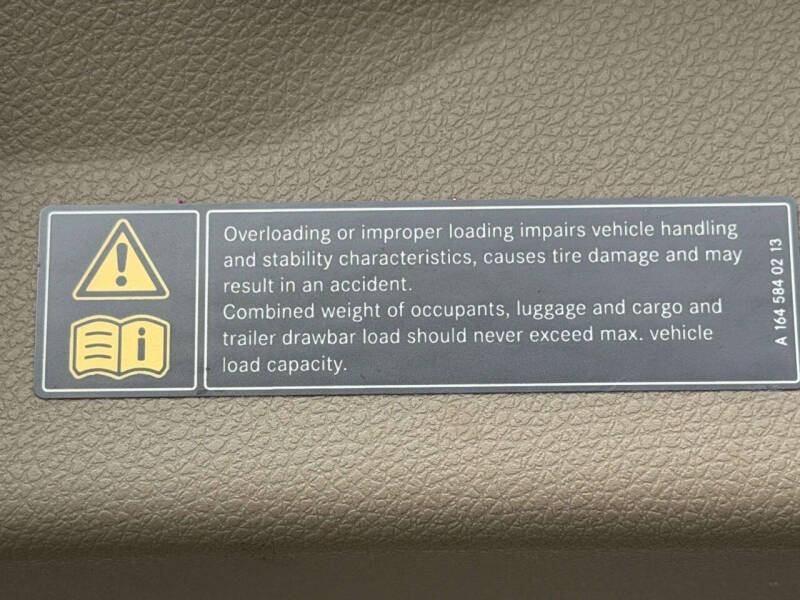 Overloading or improper loading impairs vehicle handling
and stability characteristics, causes tire damage and may
result in an accident.
Combined weight of occupants, luggage and cargo and
trailer drawbar load should never exceed max. vehicle
load capacity.
A 164 584 02 13